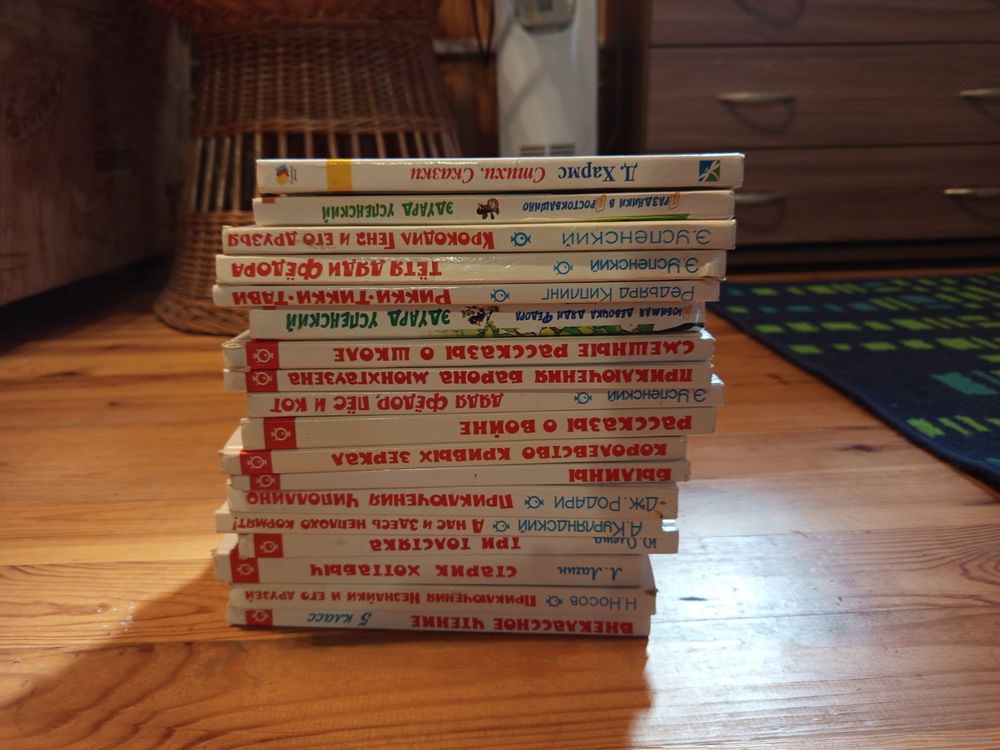 Д. Хармс Стихи. Сказки
Праздники в Простоквашино ЭДУАРД УСПЕНСКИЙ
Э. УСПЕНСКИЙ КРОКОДИЛ ГЕНА И ЕГО ДРУЗЬЯ
Э. УСПЕНСКИЙ ТЁТЯ ДЯДИ ФЁДОРА
РЕДЬЯРД КИПЛИНГ РИККИ-ТИККИ-ТАВИ
ЛЮБИМАЯ ДЕВОЧКА ДЯДИ ФЕДОРА ЭДУАРД УСПЕНСКИЙ
СМЕШНЫЕ РАССКАЗЫ О ШКОЛЕ
ПРИКЛЮЧЕНИЯ БАРОНА МЮНХГАУЗЕНА
Э. УСПЕНСКИЙ ДЯДЯ ФЁДОР, ПЁС И КОТ
РАССКАЗЫ О ВОЙНЕ
КОРОЛЕВСТВО КРИВЫХ ЗЕРКАЛ
БЫЛИНЫ
ДЖ. РОДАРИ ПРИКЛЮЧЕНИЯ ЧИПОЛЛИНО
А. КУРЛЯНДСКИЙ А НАС И ЗДЕСЬ НЕПЛОХО КОРМЯТ!
Ю. Олеша ТРИ ТОЛСТЯКА
Л. Лагин СТАРИК ХОТТАБЫЧ
Н. НОСОВ ПРИКЛЮЧЕНИЯ НЕЗНАЙКИ И ЕГО ДРУЗЕЙ
ВНЕКЛАССНОЕ ЧТЕНИЕ 5 класс